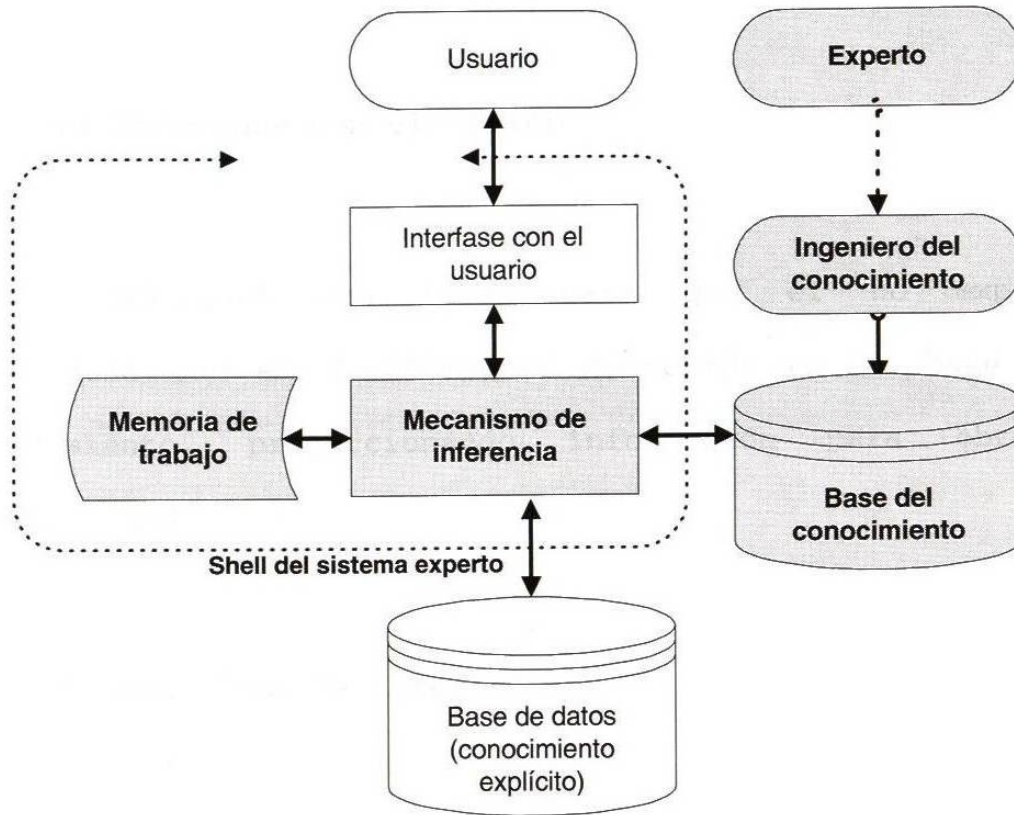 Usuario
Experto
Interfase con el
usuario
Ingeniero del
conocimiento
Memoria de
trabajo
Mecanismo de
inferencia
Base del
conocimiento
Shell del sistema experto
Base de datos
(conocimiento
explícito)